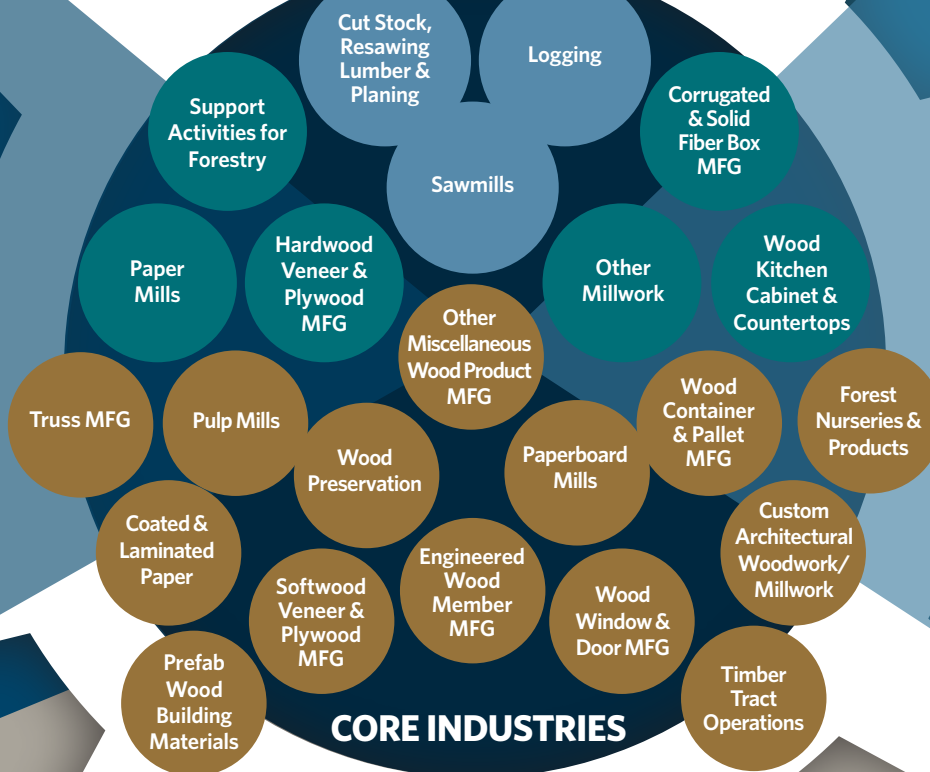 Cut Stock,
Resawing
Lumber &
Planing
Logging
Support
Activities for
Forestry
Corrugated
& Solid
Fiber Box
MFG
Sawmills
Paper
Mills
Hardwood
Veneer &
Plywood
MFG
Other
Millwork
Wood
Kitchen
Cabinet &
Countertops
Other
Miscellaneous
Wood Product
MFG
Truss MFG
Pulp Mills
Wood
Preservation
Paperboard
Mills
Wood
Container
& Pallet
MFG
Forest
Nurseries &
Products
Coated &
Laminated
Paper
Softwood
Veneer &
Plywood
MFG
Engineered
Wood
Member
MFG
Wood
Window &
Door MFG
Custom
Architectural
Woodwork/
Millwork
Prefab
Wood
Building
Materials
Timber
Tract
Operations
CORE INDUSTRIES